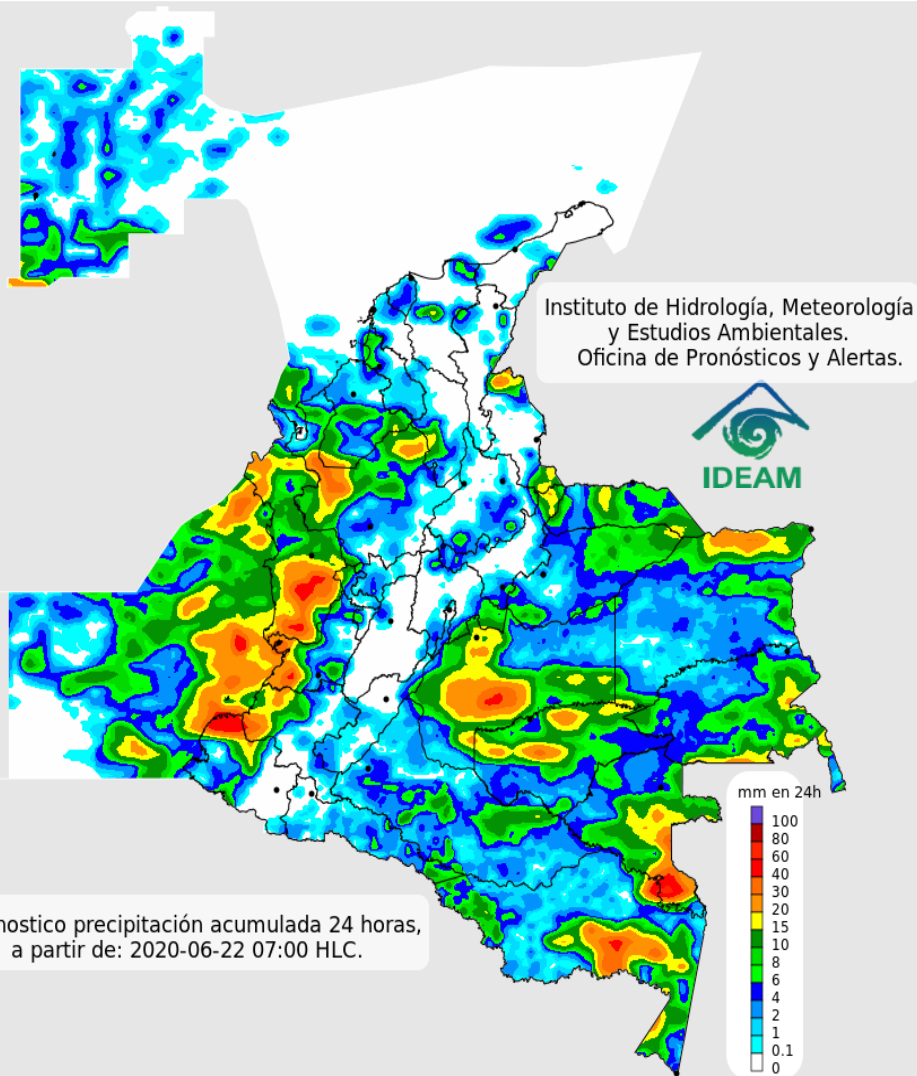 Instituto de Hidrología, Meteorología
y Estudios Ambientales.
Oficina de Pronósticos y Alertas.
IDEAM
mm en 24h
100
80
60
40
30
20
15
10
8
6
4
2
1
0.1
0
nostico precipitación acumulada 24 horas,
a partir de: 2020-06-22 07:00 HLC.